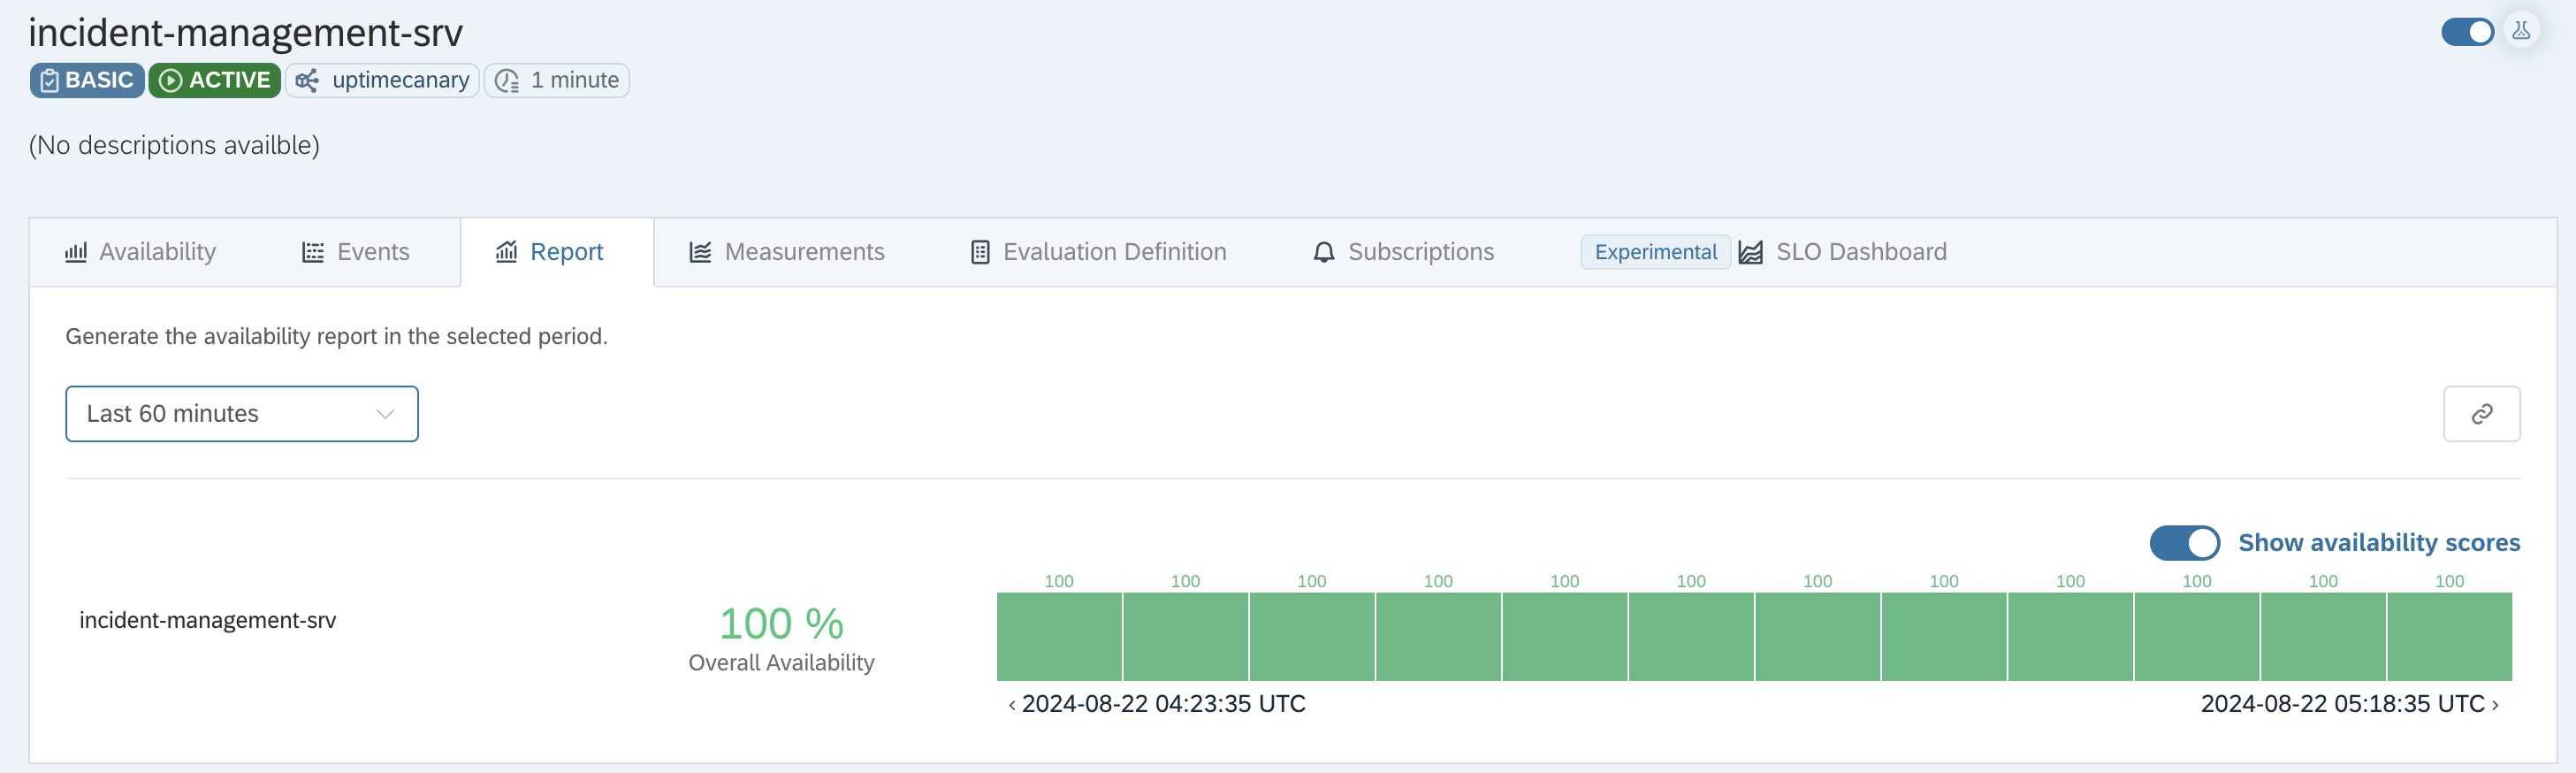 incident-management-srv
BASIC ACTIVE uptimecanary 1 minute
(No descriptions availble)
Availability Events Report Measurements Evaluation Definition Subscriptions Experimental SLO Dashboard
Generate the availability report in the selected period.
Last 60 minutes
Show availability scores
100 100 100 100 100 100 100 100 100 100 100 100
incident-management-srv
100 %
Overall Availability
‹ 2024-08-22 04:23:35 UTC
2024-08-22 05:18:35 UTC ›